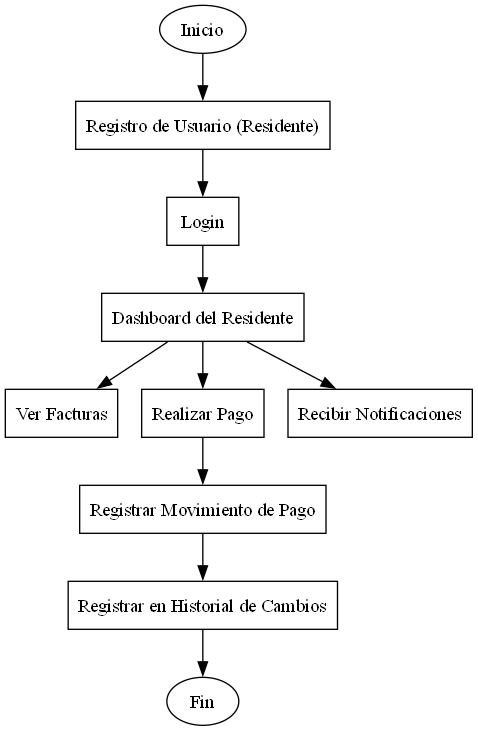 Inicio
Registro de Usuario (Residente)
Login
Dashboard del Residente
Ver Facturas
Realizar Pago
Recibir Notificaciones
Registrar Movimiento de Pago
Registrar en Historial de Cambios
Fin